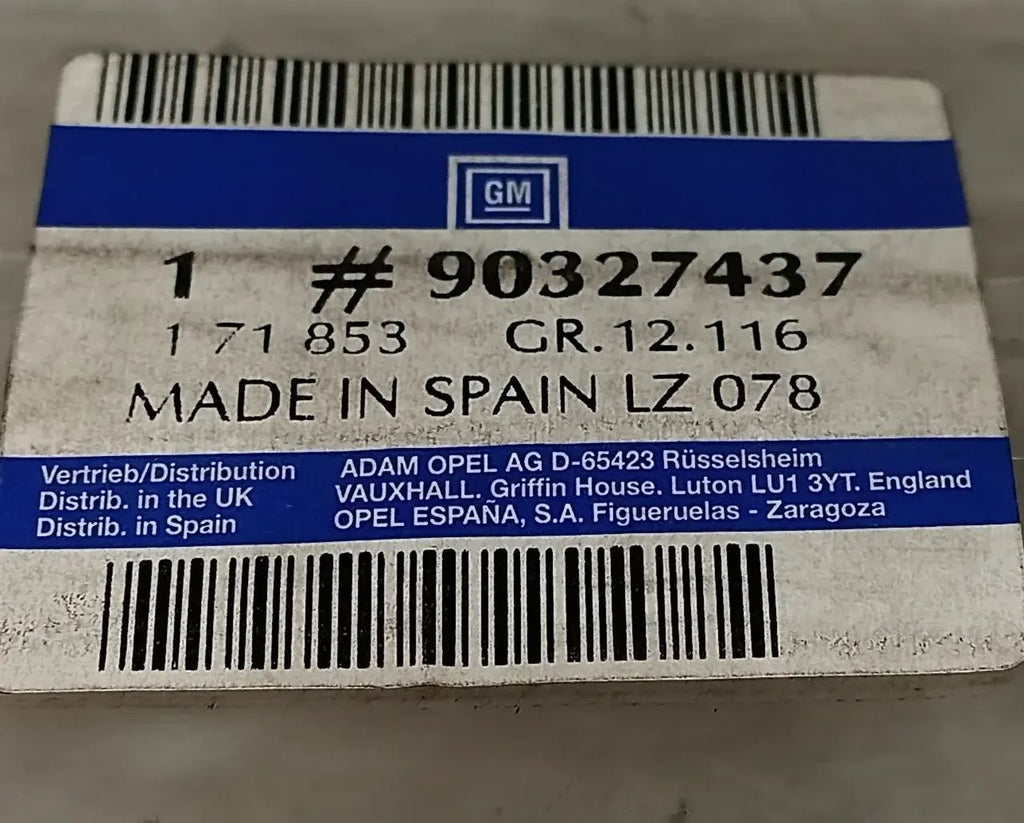 GM
1 # 90327437
1 71 853 GR. 12.116
MADE IN SPAIN LZ 078
Vertrieb/Distribution ADAM OPEL AG D-65423 Rüsselsheim
Distrib. in the UK VAUXHALL. Griffin House. Luton LU1 3YT. England
Distrib. in Spain OPEL ESPAÑA, S.A. Figueruelas - Zaragoza